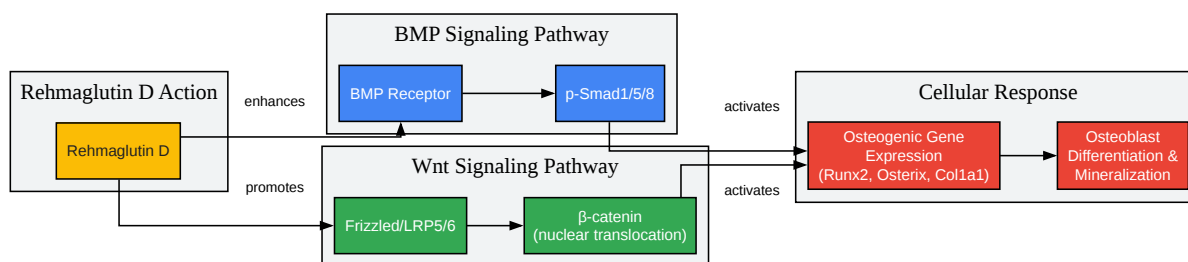 BMP Signaling Pathway
BMP Receptor
p-Smad1/5/8
Rehmaglutin D Action
Rehmaglutin D
enhances
promotes
Wnt Signaling Pathway
Frizzled/LRP5/6
β-catenin
(nuclear translocation)
activates
activates
Cellular Response
Osteogenic Gene
Expression
(Runx2, Osterix, Col1a1)
Osteoblast
Differentiation &
Mineralization